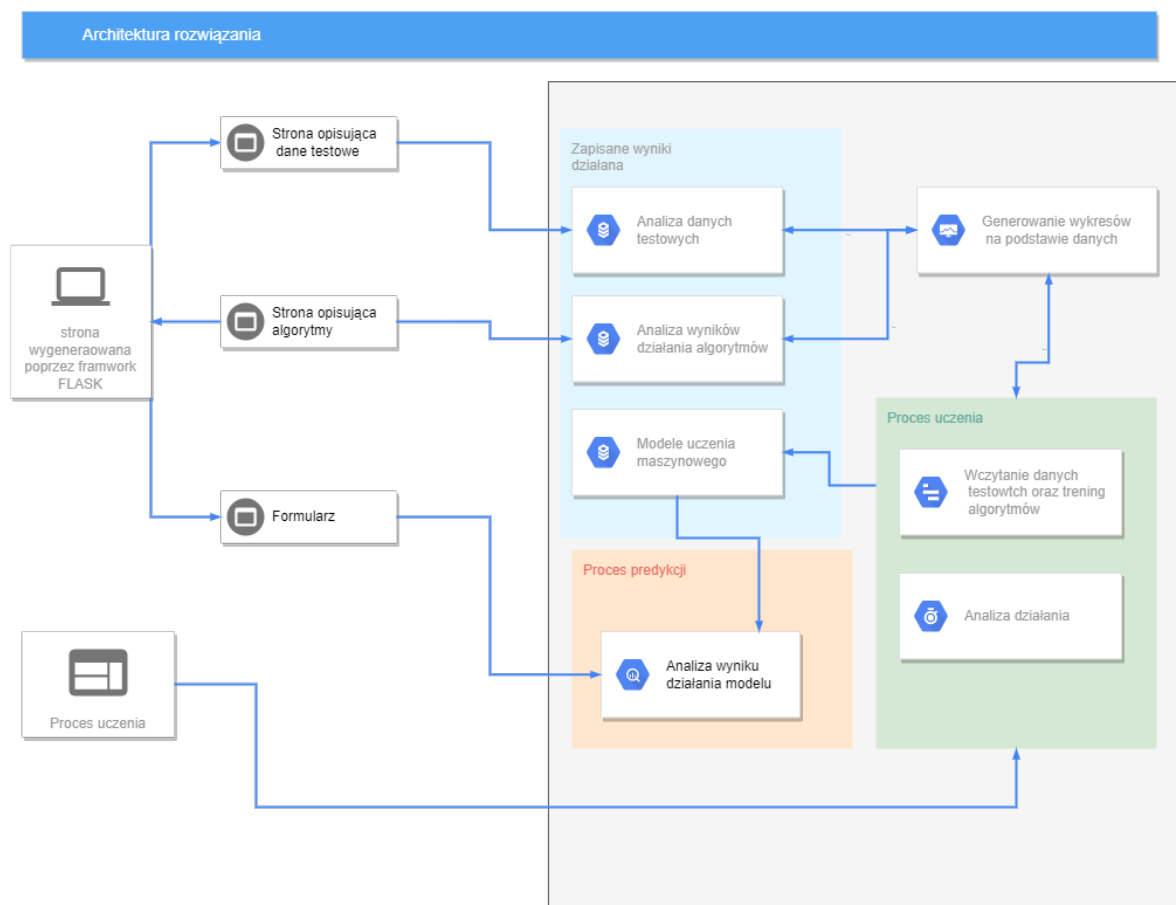 Architektura rozwiązania
Strona opisująca
dane testowe
Zapisane wyniki
działana
Analiza danych
testowych
Generowanie wykresów
na podstawie danych
strona
wygeneraowana
poprzez framwork
FLASK
Strona opisująca
algorytmy
Analiza wyników
działania algorytmów
Modele uczenia
maszynowego
Proces uczenia
Wczytanie danych
testowtch oraz trening
algorytmów
Formularz
Proces predykcji
Analiza działania
Analiza wyniku
działania modelu
Proces uczenia